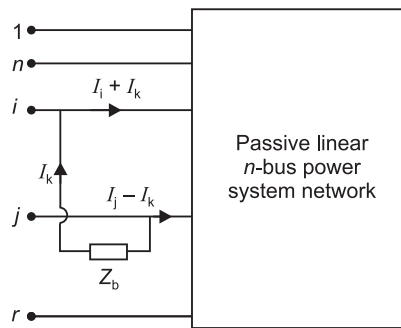 1
n
i
I_i + I_k
I_k
Passive linear
n-bus power
system network
j
I_j – I_k
Z_b
r